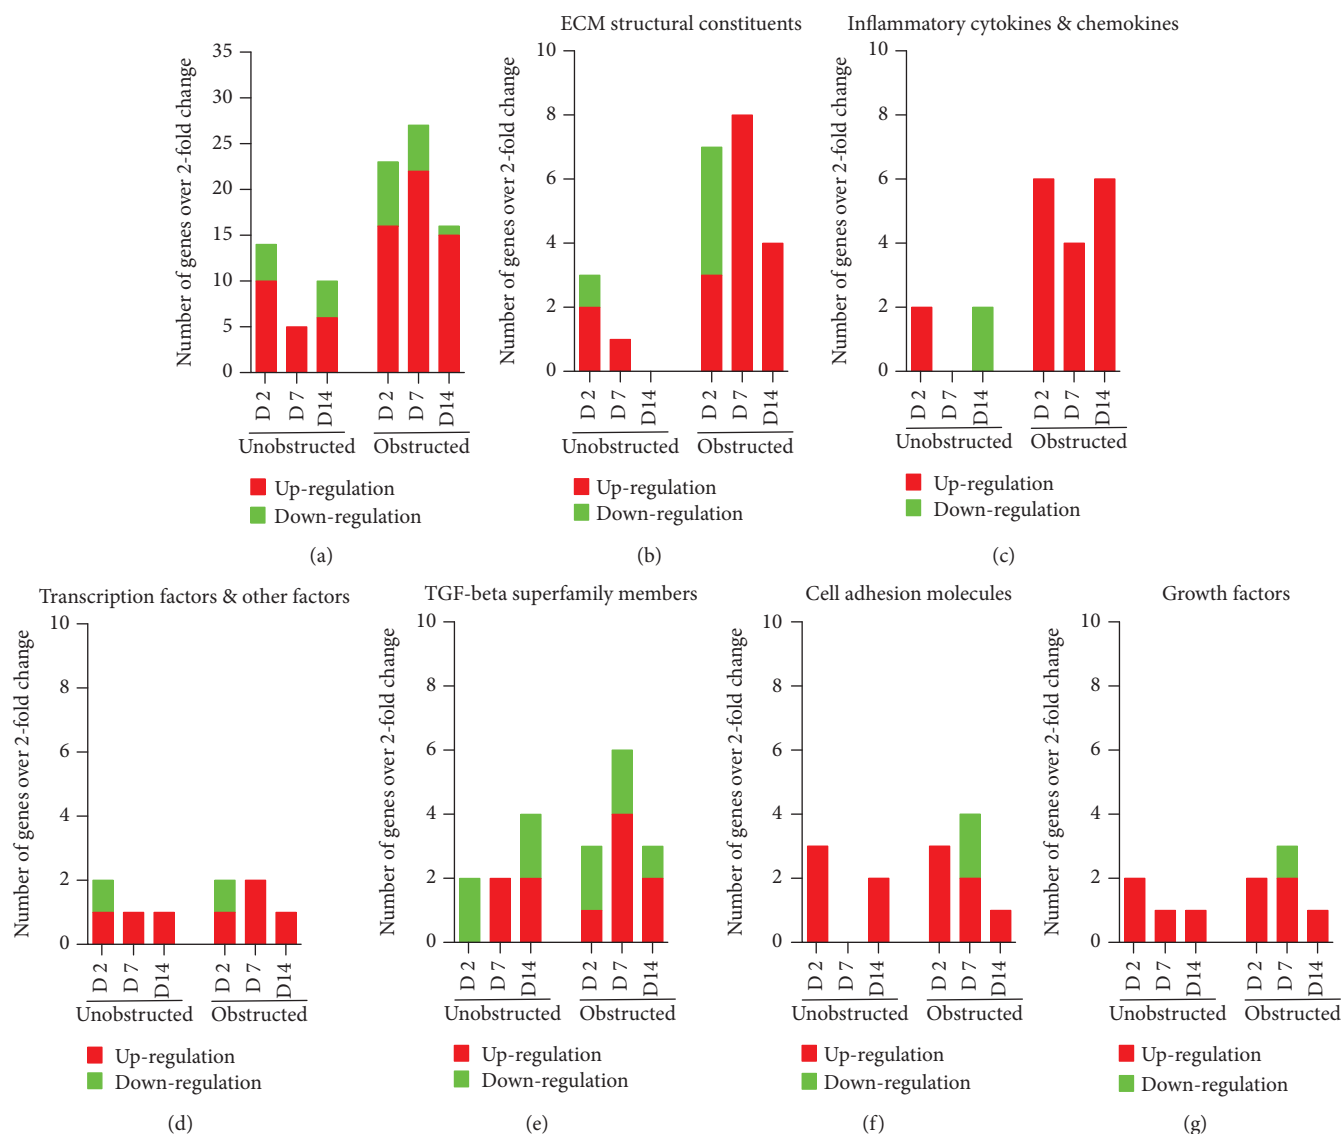 Number of genes over 2-fold change
35
30
25
20
15
10
5
0
D 2
D 7
D14
D 2
D 7
D14
Unobstructed
Obstructed
Up-regulation
Down-regulation
(a)
ECM structural constituents
Number of genes over 2-fold change
10
8
6
4
2
0
D 2
D 7
D14
D 2
D 7
D14
Unobstructed
Obstructed
Up-regulation
Down-regulation
(b)
Inflammatory cytokines & chemokines
Number of genes over 2-fold change
10
8
6
4
2
0
D 2
D 7
D14
D 2
D 7
D14
Unobstructed
Obstructed
Up-regulation
Down-regulation
(c)
Transcription factors & other factors
Number of genes over 2-fold change
10
8
6
4
2
0
D 2
D 7
D14
D 2
D 7
D14
Unobstructed
Obstructed
Up-regulation
Down-regulation
(d)
TGF-beta superfamily members
Number of genes over 2-fold change
10
8
6
4
2
0
D 2
D 7
D14
D 2
D 7
D14
Unobstructed
Obstructed
Up-regulation
Down-regulation
(e)
Cell adhesion molecules
Number of genes over 2-fold change
10
8
6
4
2
0
D 2
D 7
D14
D 2
D 7
D14
Unobstructed
Obstructed
Up-regulation
Down-regulation
(f)
Growth factors
Number of genes over 2-fold change
10
8
6
4
2
0
D 2
D 7
D14
D 2
D 7
D14
Unobstructed
Obstructed
Up-regulation
Down-regulation
(g)